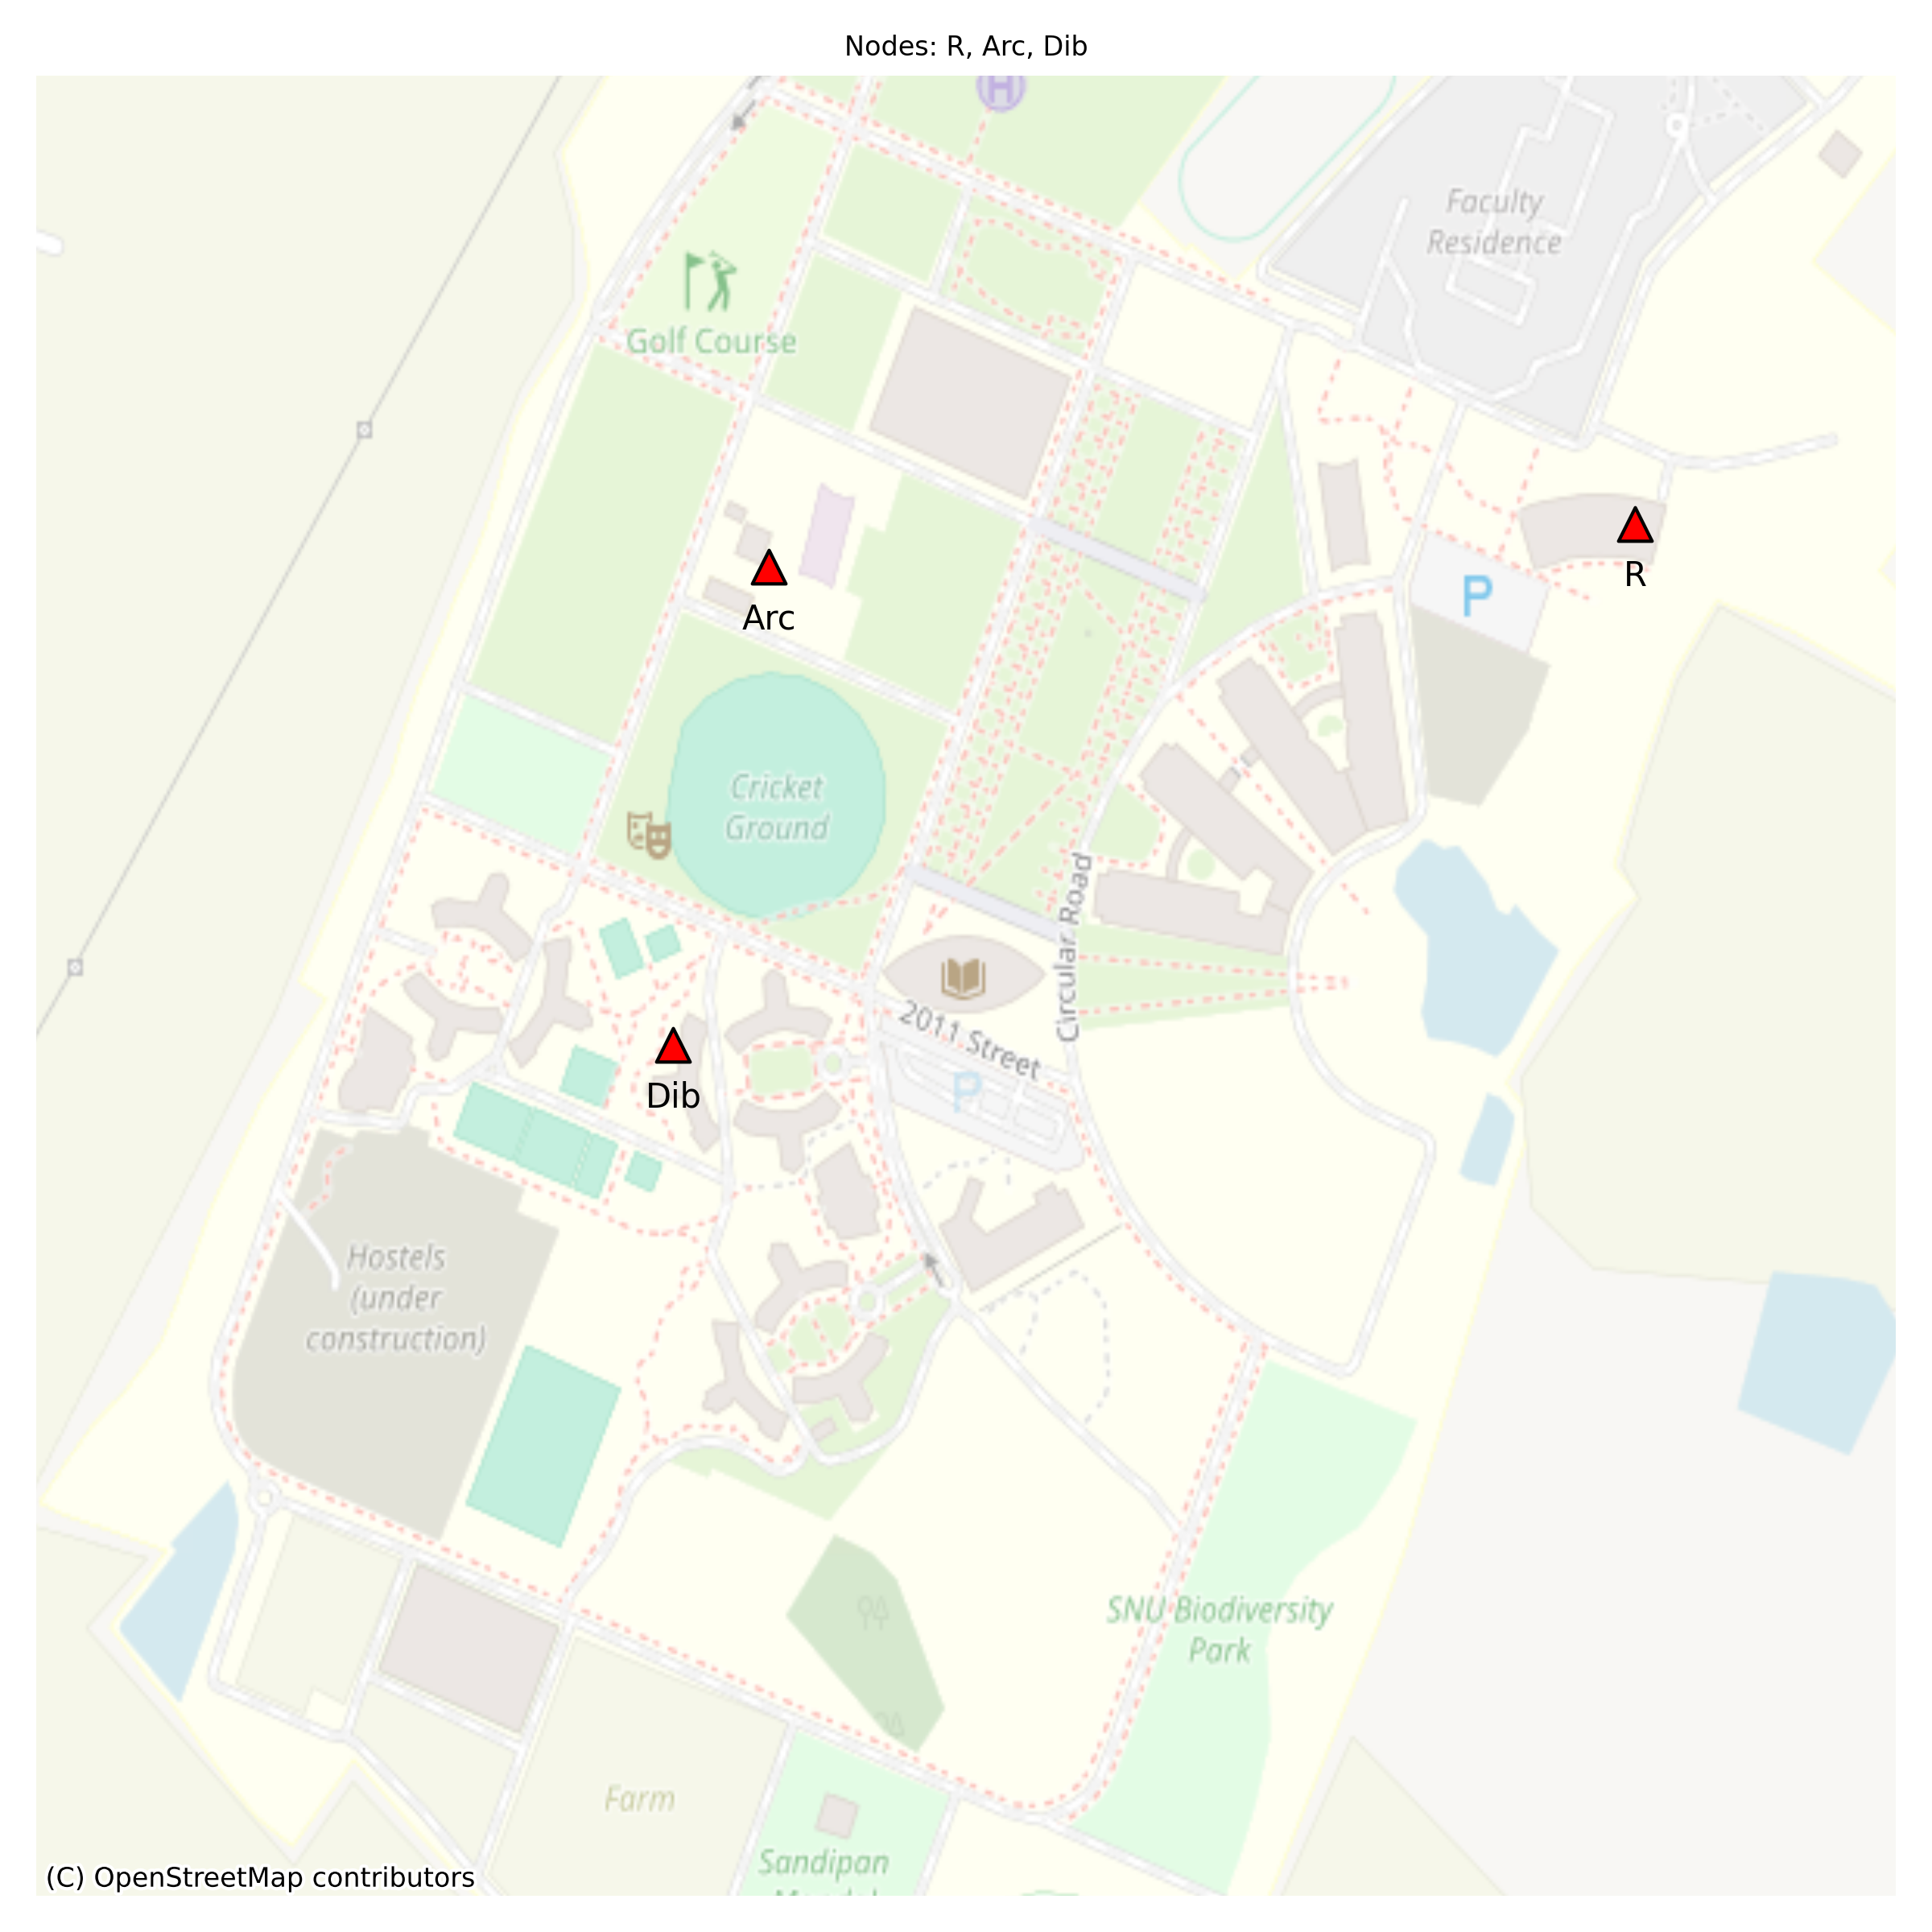 Nodes: R, Arc, Dib
H
Faculty
Residence
Golf Course
R
P
Arc
Cricket
Ground
Circular Road
2011 Street
P
Dib
Hostels
(under
construction)
SNU Biodiversity
Park
Farm
Sandipan
(C) OpenStreetMap contributors